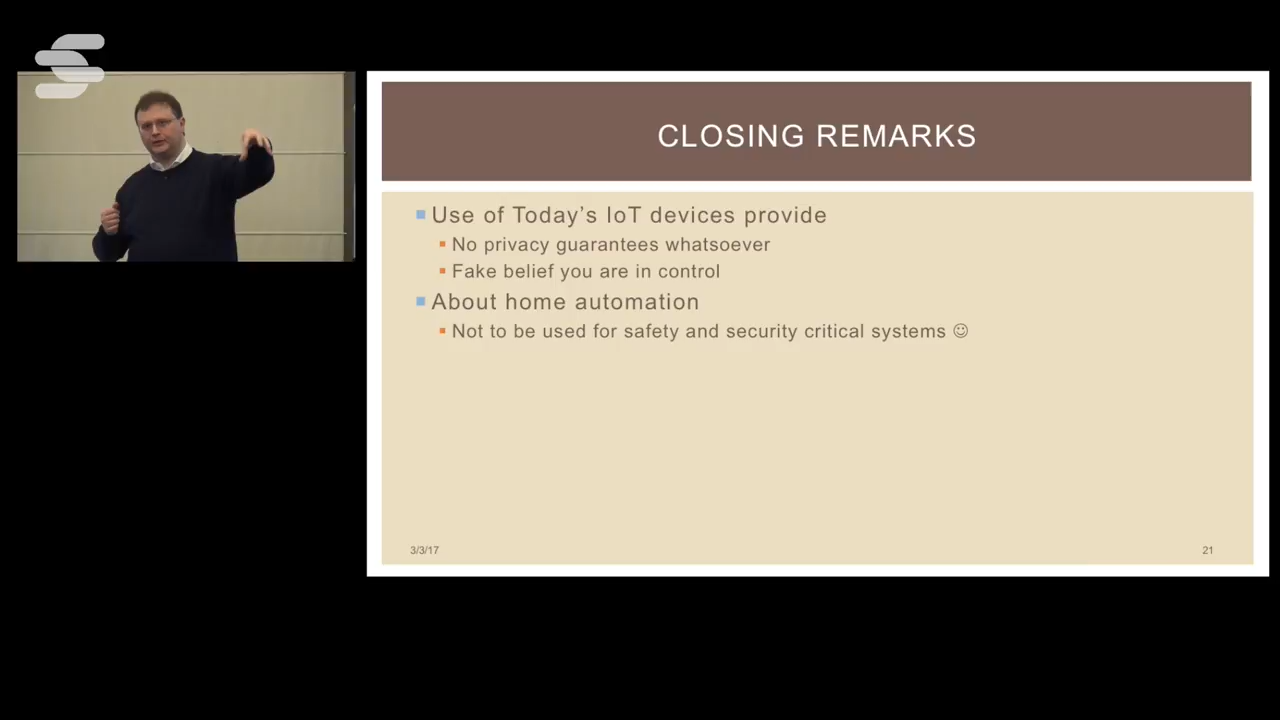 CLOSING REMARKS
Use of Today's IoT devices provide
No privacy guarantees whatsoever
Fake belief you are in control
About home automation
Not to be used for safety and security critical systems ☺
3/3/17
21